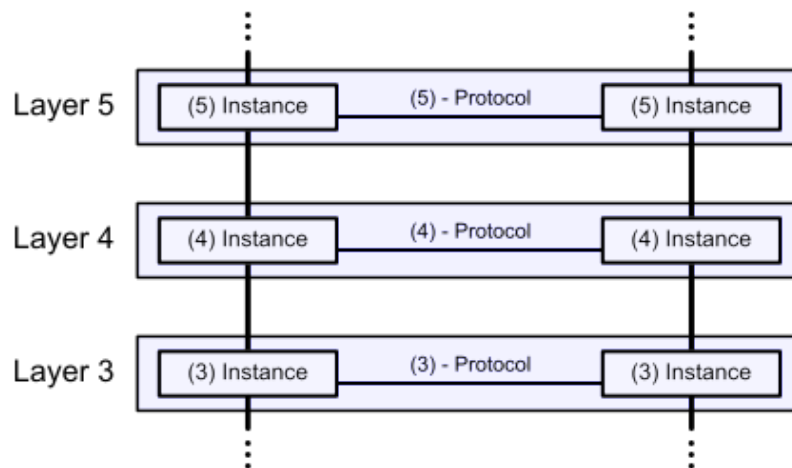 Layer 5
(5) Instance
(5) - Protocol
(5) Instance
Layer 4
(4) Instance
(4) - Protocol
(4) Instance
Layer 3
(3) Instance
(3) - Protocol
(3) Instance